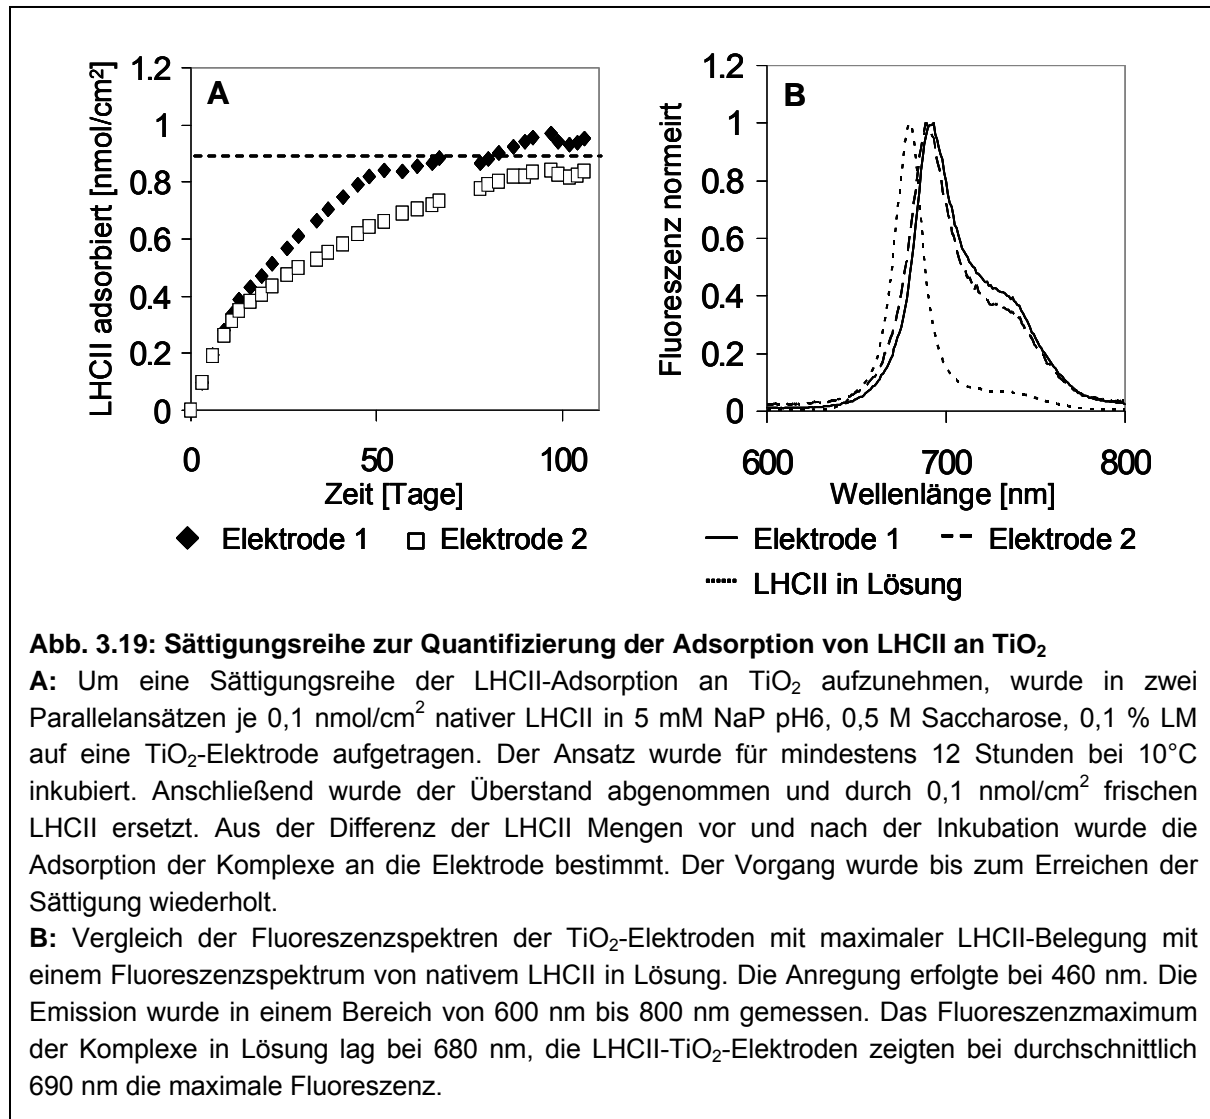 1.2
1
0.8
0.6
0.4
0.2
0
A
LHCII adsorbiert [nmol/cm²]
0 50 100
Zeit [Tage]
◆ Elektrode 1 □ Elektrode 2
1.2
1
0.8
0.6
0.4
0.2
0
B
Fluoreszenz normeirt
600 700 800
Wellenlänge [nm]
Elektrode 1 Elektrode 2
LHCII in Lösung
Abb. 3.19: Sättigungsreihe zur Quantifizierung der Adsorption von LHCII an TiO₂
A: Um eine Sättigungsreihe der LHCII-Adsorption an TiO₂ aufzunehmen, wurde in zwei
Parallelansätzen je 0,1 nmol/cm² nativer LHCII in 5 mM NaP pH6, 0,5 M Saccharose, 0,1 % LM
auf eine TiO₂-Elektrode aufgetragen. Der Ansatz wurde für mindestens 12 Stunden bei 10°C
inkubiert. Anschließend wurde der Überstand abgenommen und durch 0,1 nmol/cm² frischen
LHCII ersetzt. Aus der Differenz der LHCII Mengen vor und nach der Inkubation wurde die
Adsorption der Komplexe an die Elektrode bestimmt. Der Vorgang wurde bis zum Erreichen der
Sättigung wiederholt.
B: Vergleich der Fluoreszenzspektren der TiO₂-Elektroden mit maximaler LHCII-Belegung mit
einem Fluoreszenzspektrum von nativem LHCII in Lösung. Die Anregung erfolgte bei 460 nm. Die
Emission wurde in einem Bereich von 600 nm bis 800 nm gemessen. Das Fluoreszenzmaximum
der Komplexe in Lösung lag bei 680 nm, die LHCII-TiO₂-Elektroden zeigten bei durchschnittlich
690 nm die maximale Fluoreszenz.